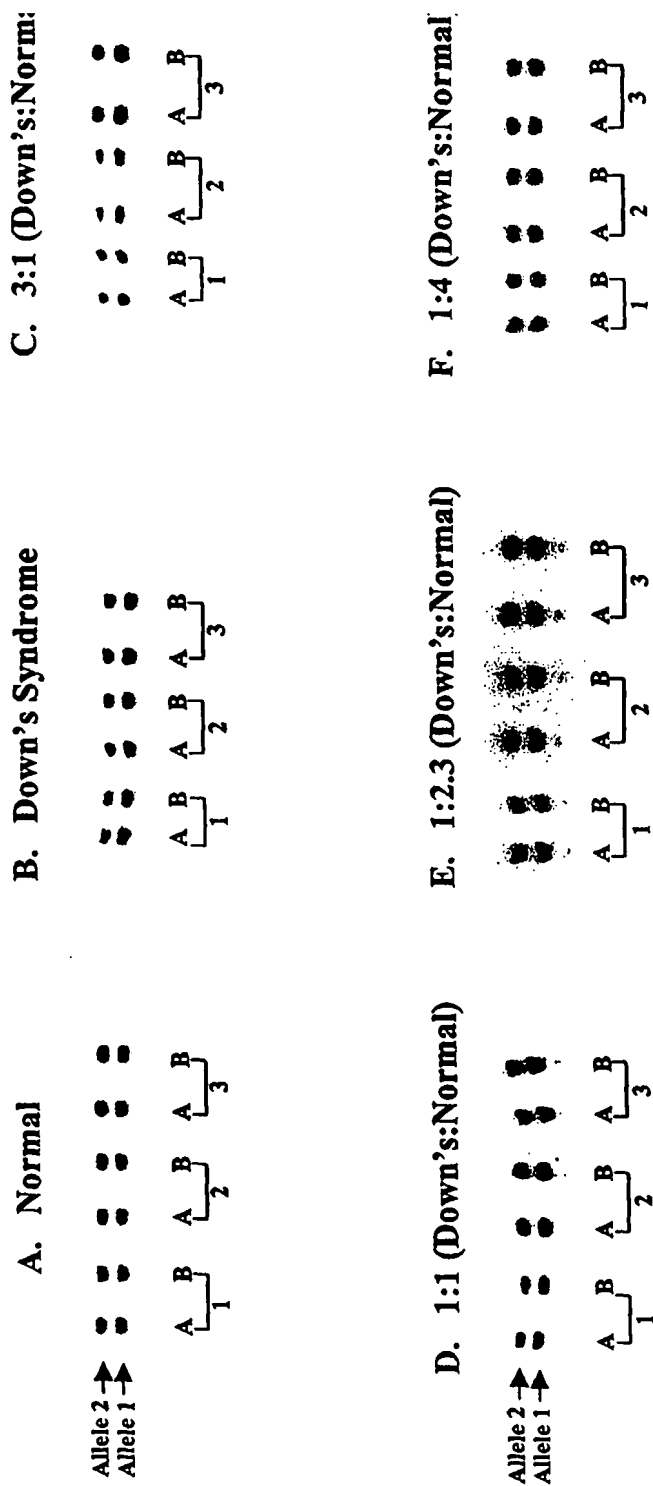 A. Normal
Allele 2
Allele 1
A B A B A B
1 2 3
B. Down's Syndrome
A B A B A B
1 2 3
C. 3:1 (Down's:Norma
A B A B A B
1 2 3
D. 1:1 (Down's:Normal)
Allele 2
Allele 1
A B A B A B
1 2 3
E. 1:2.3 (Down's:Normal)
A B A B A B
1 2 3
F. 1:4 (Down's:Normal
A B A B A B
1 2 3